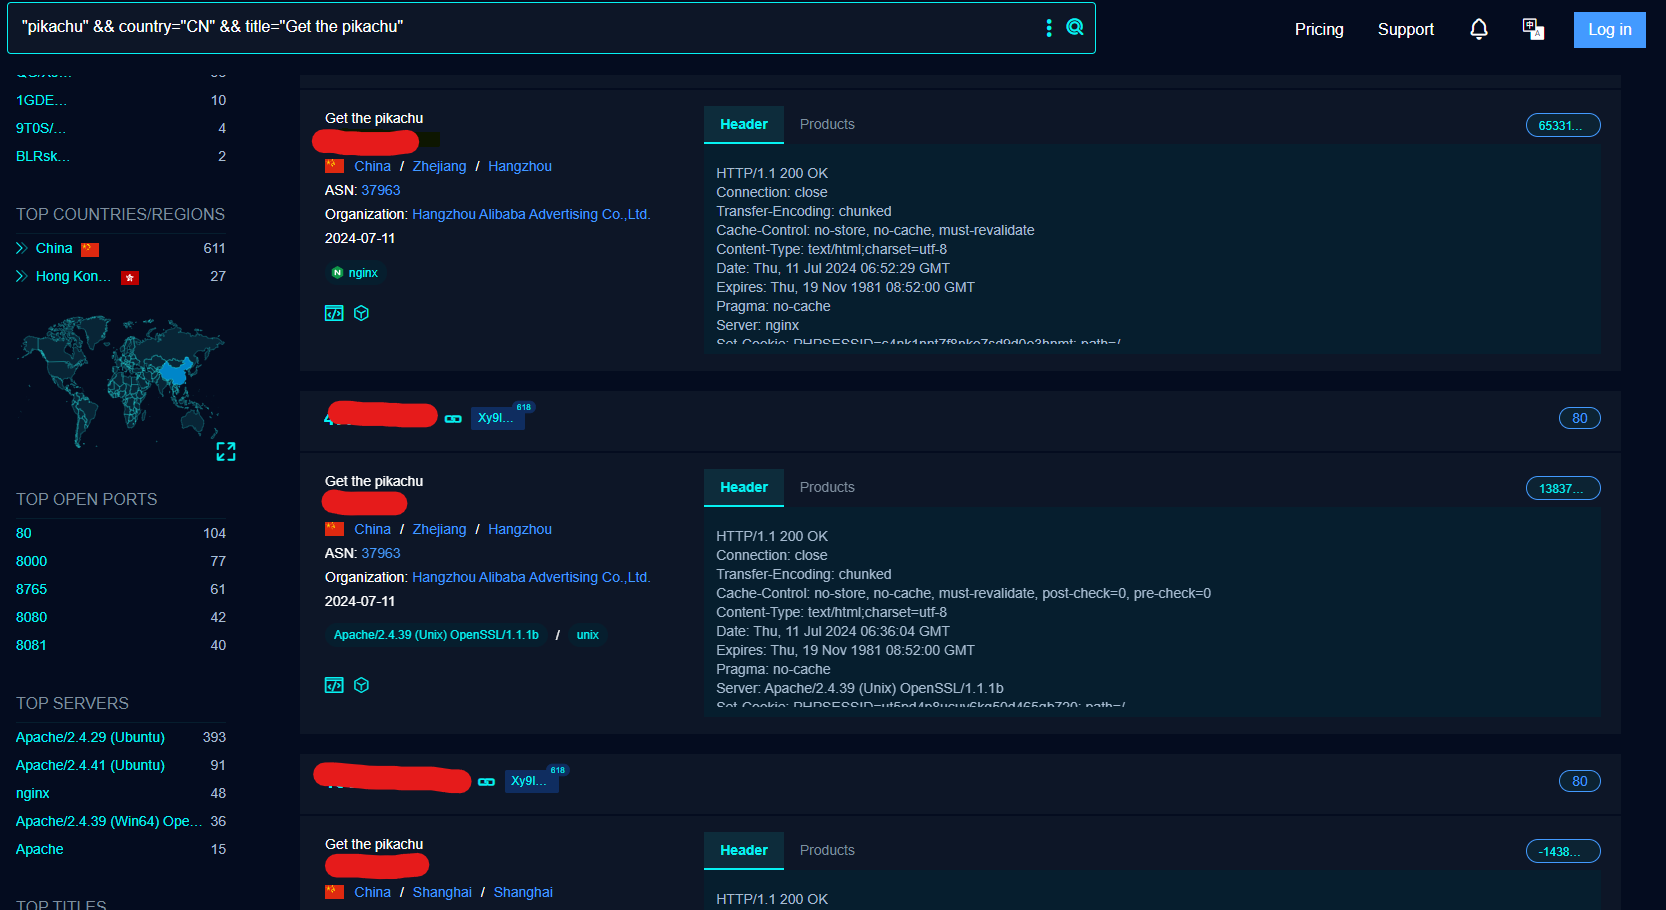 "pikachu" && country="CN" && title="Get the pikachu"
Pricing
Support
Log in
1GDE... 10
9T0S/... 4
BLRsk... 2
TOP COUNTRIES/REGIONS
China 611
Hong Kon... 27
TOP OPEN PORTS
80 104
8000 77
8765 61
8080 42
8081 40
TOP SERVERS
Apache/2.4.29 (Ubuntu) 393
Apache/2.4.41 (Ubuntu) 91
nginx 48
Apache/2.4.39 (Win64) Ope... 36
Apache 15
TOP TITLES
Get the pikachu
China / Zhejiang / Hangzhou
ASN: 37963
Organization: Hangzhou Alibaba Advertising Co.,Ltd.
2024-07-11
nginx
Header
Products
65331...
HTTP/1.1 200 OK
Connection: close
Transfer-Encoding: chunked
Cache-Control: no-store, no-cache, must-revalidate
Content-Type: text/html;charset=utf-8
Date: Thu, 11 Jul 2024 06:52:29 GMT
Expires: Thu, 19 Nov 1981 08:52:00 GMT
Pragma: no-cache
Server: nginx
Xy9l... 618
80
Get the pikachu
China / Zhejiang / Hangzhou
ASN: 37963
Organization: Hangzhou Alibaba Advertising Co.,Ltd.
2024-07-11
Apache/2.4.39 (Unix) OpenSSL/1.1.1b / unix
Header
Products
13837...
HTTP/1.1 200 OK
Connection: close
Transfer-Encoding: chunked
Cache-Control: no-store, no-cache, must-revalidate, post-check=0, pre-check=0
Content-Type: text/html;charset=utf-8
Date: Thu, 11 Jul 2024 06:36:04 GMT
Expires: Thu, 19 Nov 1981 08:52:00 GMT
Pragma: no-cache
Server: Apache/2.4.39 (Unix) OpenSSL/1.1.1b
Xy9l... 618
80
Get the pikachu
China / Shanghai / Shanghai
Header
Products
-1438...
HTTP/1.1 200 OK